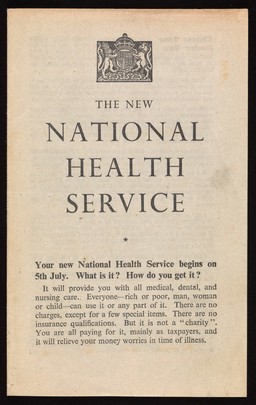 THE NEW
NATIONAL
HEALTH
SERVICE
Your new National Health Service begins on
5th July. What is it? How do you get it?
It will provide you with all medical, dental, and
nursing care. Everyone—rich or poor, man, woman
or child—can use it or any part of it. There are no
charges, except for a few special items. There are no
insurance qualifications. But it is not a "charity".
You are all paying for it, mainly as taxpayers, and
it will relieve your money worries in time of illness.